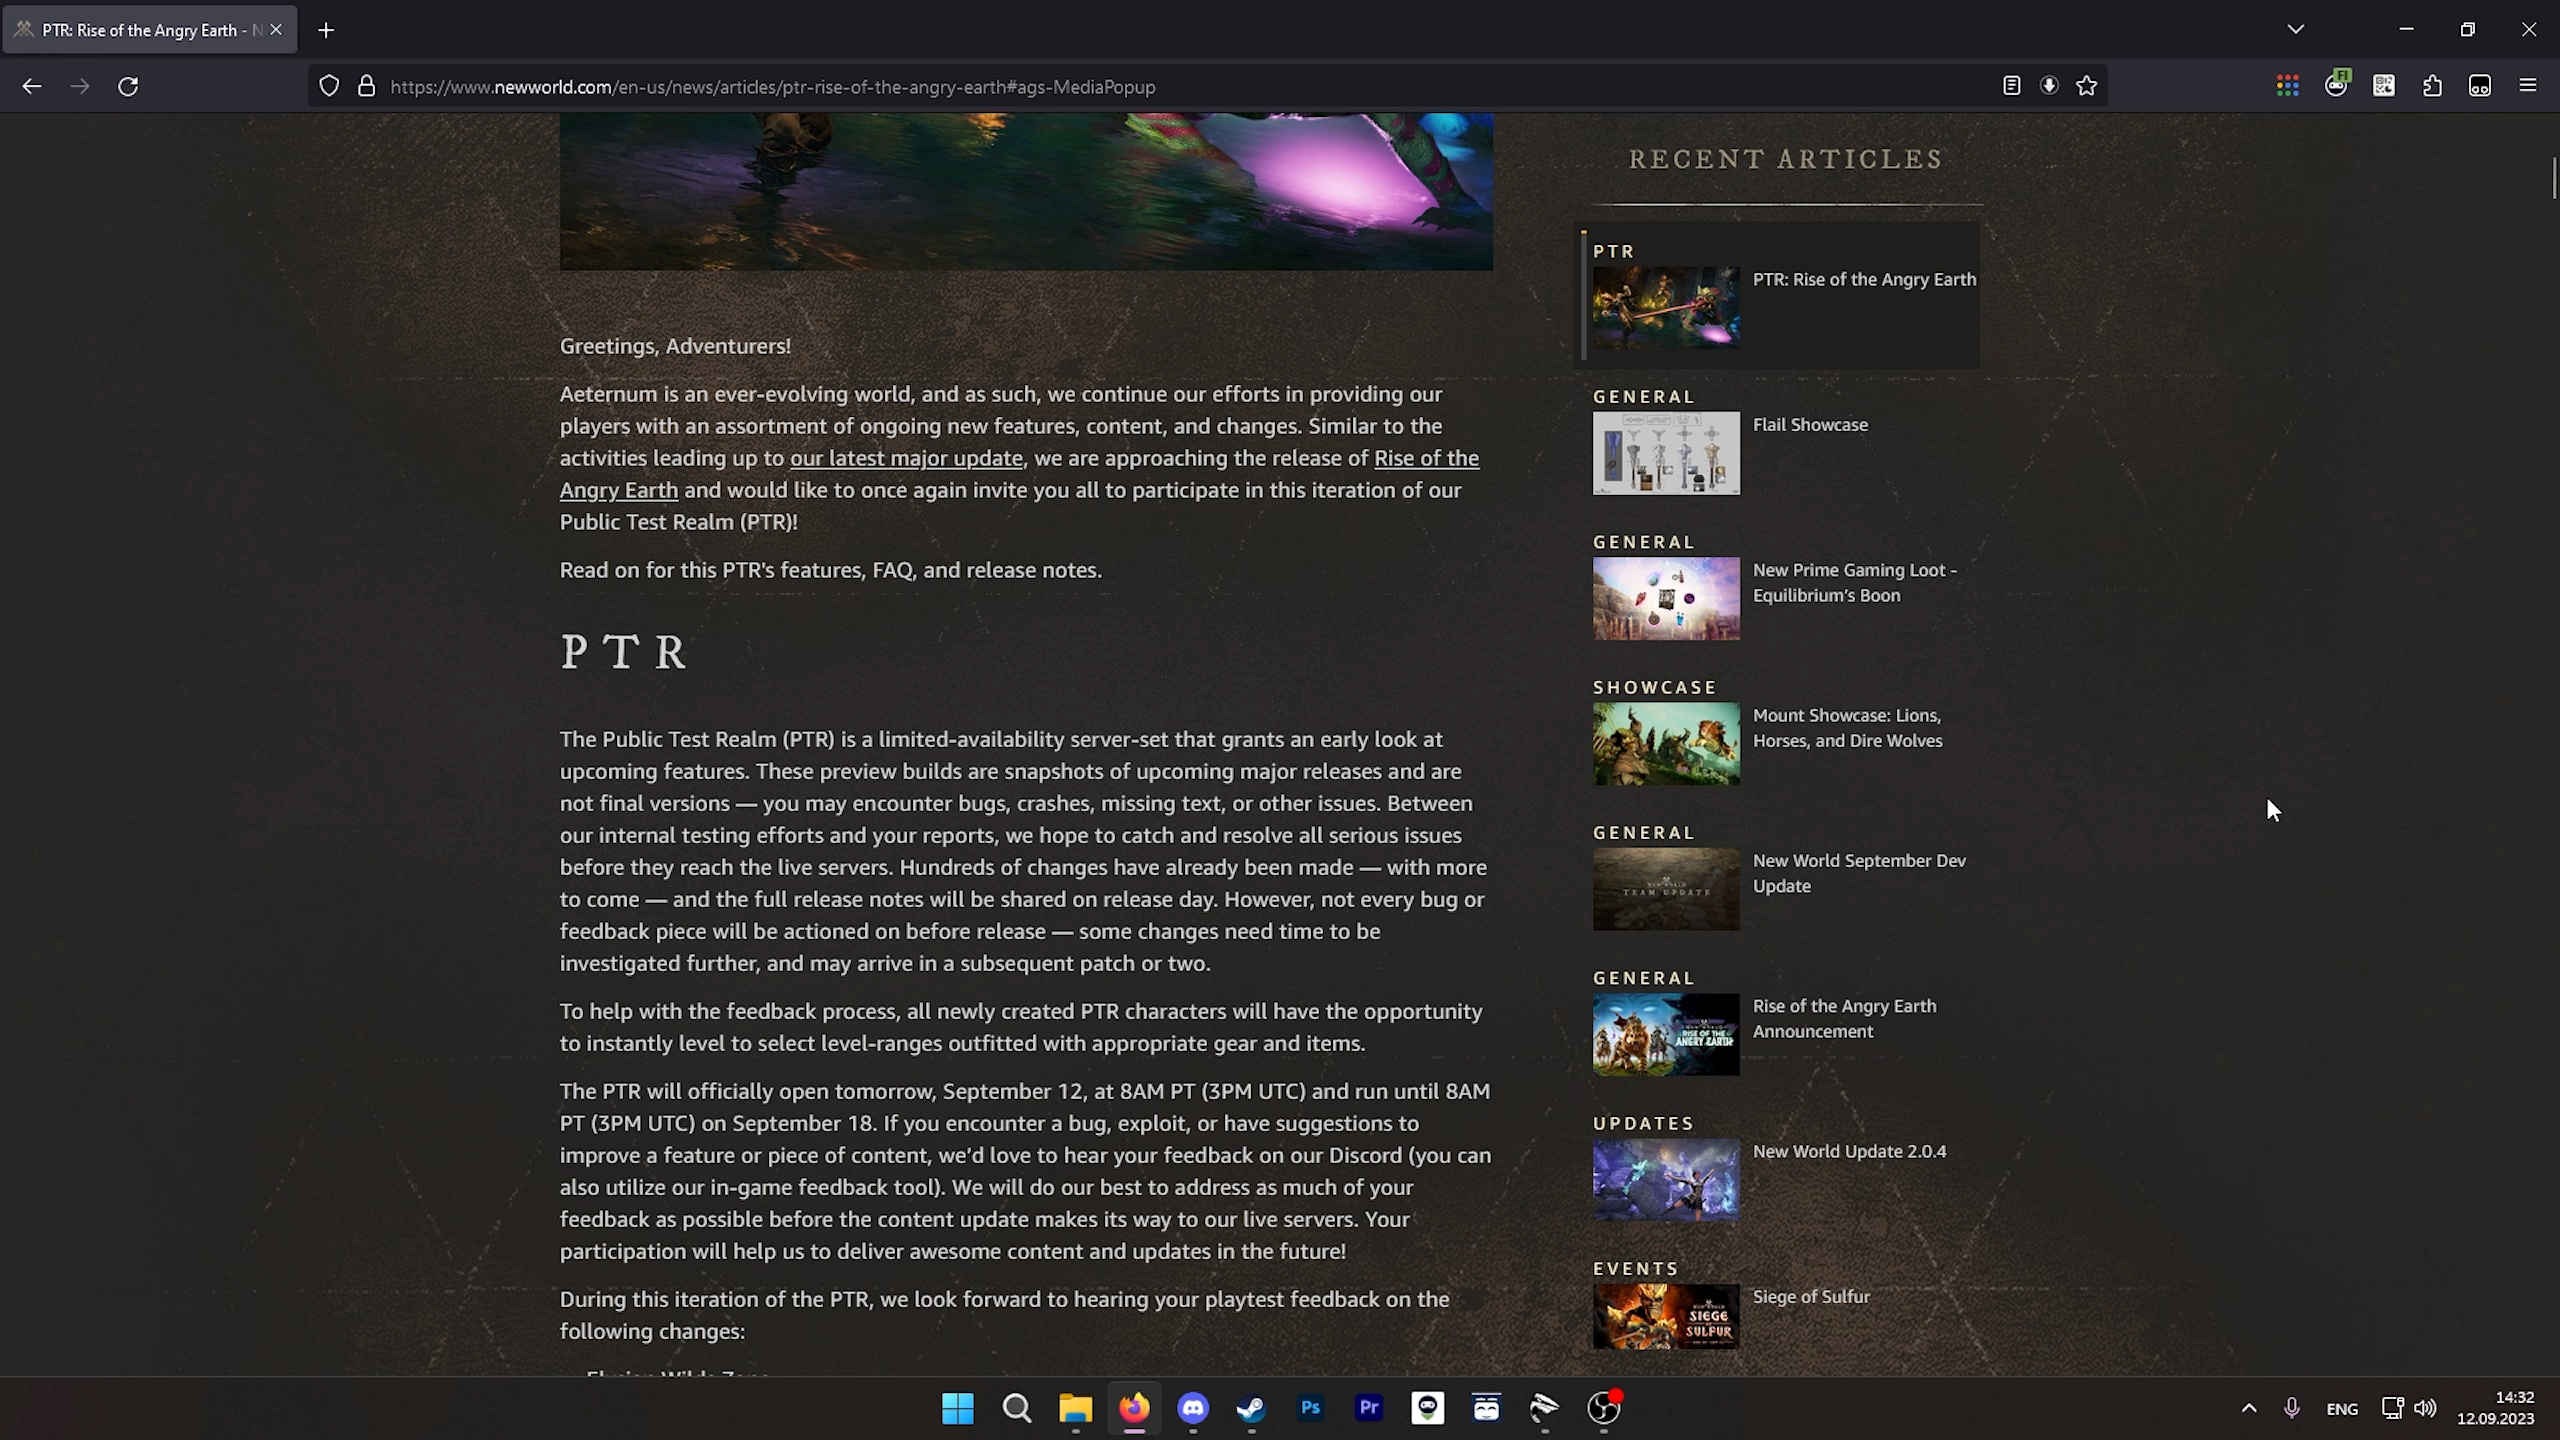 PTR: Rise of the Angry Earth - N
https://www.newworld.com/en-us/news/articles/ptr-rise-of-the-angry-earth#ags-MediaPopup
FI
Greetings, Adventurers!
Aeternum is an ever-evolving world, and as such, we continue our efforts in providing our
players with an assortment of ongoing new features, content, and changes. Similar to the
activities leading up to our latest major update, we are approaching the release of Rise of the
Angry Earth and would like to once again invite you all to participate in this iteration of our
Public Test Realm (PTR)!
Read on for this PTR's features, FAQ, and release notes.
PTR
The Public Test Realm (PTR) is a limited-availability server-set that grants an early look at
upcoming features. These preview builds are snapshots of upcoming major releases and are
not final versions — you may encounter bugs, crashes, missing text, or other issues. Between
our internal testing efforts and your reports, we hope to catch and resolve all serious issues
before they reach the live servers. Hundreds of changes have already been made — with more
to come — and the full release notes will be shared on release day. However, not every bug or
feedback piece will be actioned on before release — some changes need time to be
investigated further, and may arrive in a subsequent patch or two.
To help with the feedback process, all newly created PTR characters will have the opportunity
to instantly level to select level-ranges outfitted with appropriate gear and items.
The PTR will officially open tomorrow, September 12, at 8AM PT (3PM UTC) and run until 8AM
PT (3PM UTC) on September 18. If you encounter a bug, exploit, or have suggestions to
improve a feature or piece of content, we’d love to hear your feedback on our Discord (you can
also utilize our in-game feedback tool). We will do our best to address as much of your
feedback as possible before the content update makes its way to our live servers. Your
participation will help us to deliver awesome content and updates in the future!
During this iteration of the PTR, we look forward to hearing your playtest feedback on the
following changes:
Elysian Wilds Zone
RECENT ARTICLES
PTR
PTR: Rise of the Angry Earth
GENERAL
Flail Showcase
GENERAL
New Prime Gaming Loot -
Equilibrium’s Boon
SHOWCASE
Mount Showcase: Lions,
Horses, and Dire Wolves
GENERAL
TEAM UPDATE
New World September Dev
Update
GENERAL
RISE OF THE
ANGRY EARTH
Rise of the Angry Earth
Announcement
UPDATES
New World Update 2.0.4
EVENTS
SIEGE
OF
SULFUR
Siege of Sulfur
Ps
Pr
ENG
14:32
12.09.2023